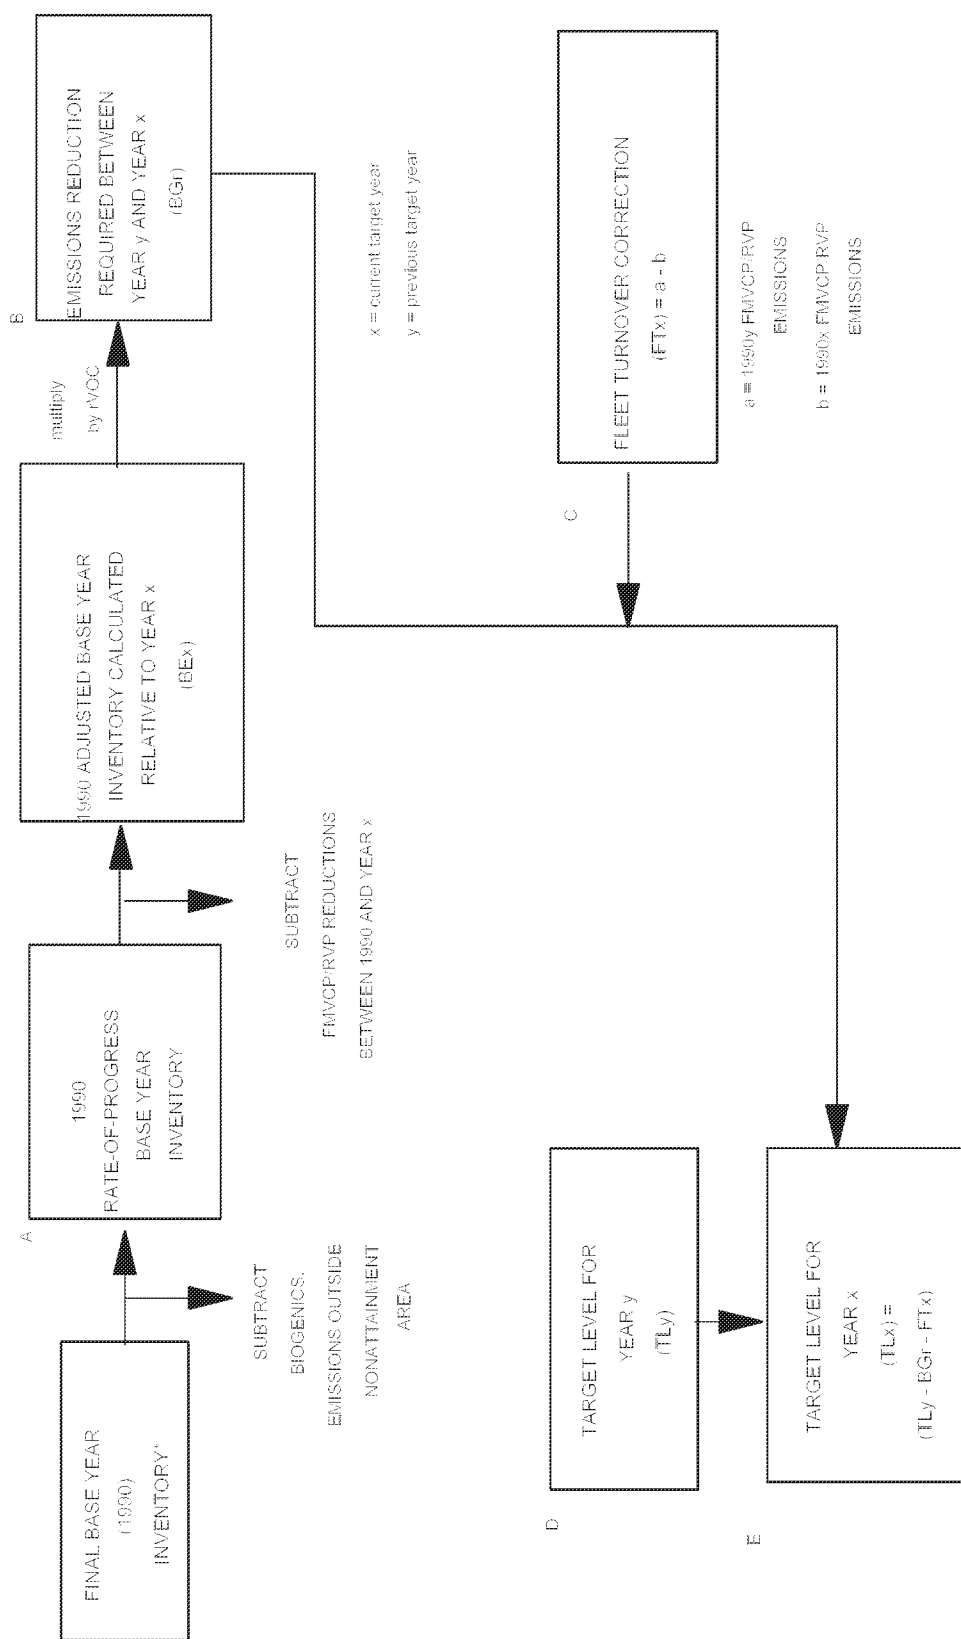 FINAL BASE YEAR
(1990)
INVENTORY*
SUBTRACT
BIOGENICS,
EMISSIONS OUTSIDE
NONATTAINMENT
AREA
A
1990
RATE-OF-PROGRESS
BASE YEAR
INVENTORY
SUBTRACT
FMVCP/RVP REDUCTIONS
BETWEEN 1990 AND YEAR x
1990 ADJUSTED BASE YEAR
INVENTORY CALCULATED
RELATIVE TO YEAR x
(BEx)
multiply
by rVOC
B
EMISSIONS REDUCTION
REQUIRED BETWEEN
YEAR y AND YEAR x
(BGr)
x = current target year
y = previous target year
C
FLEET TURNOVER CORRECTION
(FTx) = a - b
a = 1990y FMVCP/RVP
EMISSIONS
b = 1990x FMVCP/RVP
EMISSIONS
D
TARGET LEVEL FOR
YEAR y
(TLy)
E
TARGET LEVEL FOR
YEAR x
(TLx) =
(TLy - BGr - FTx)